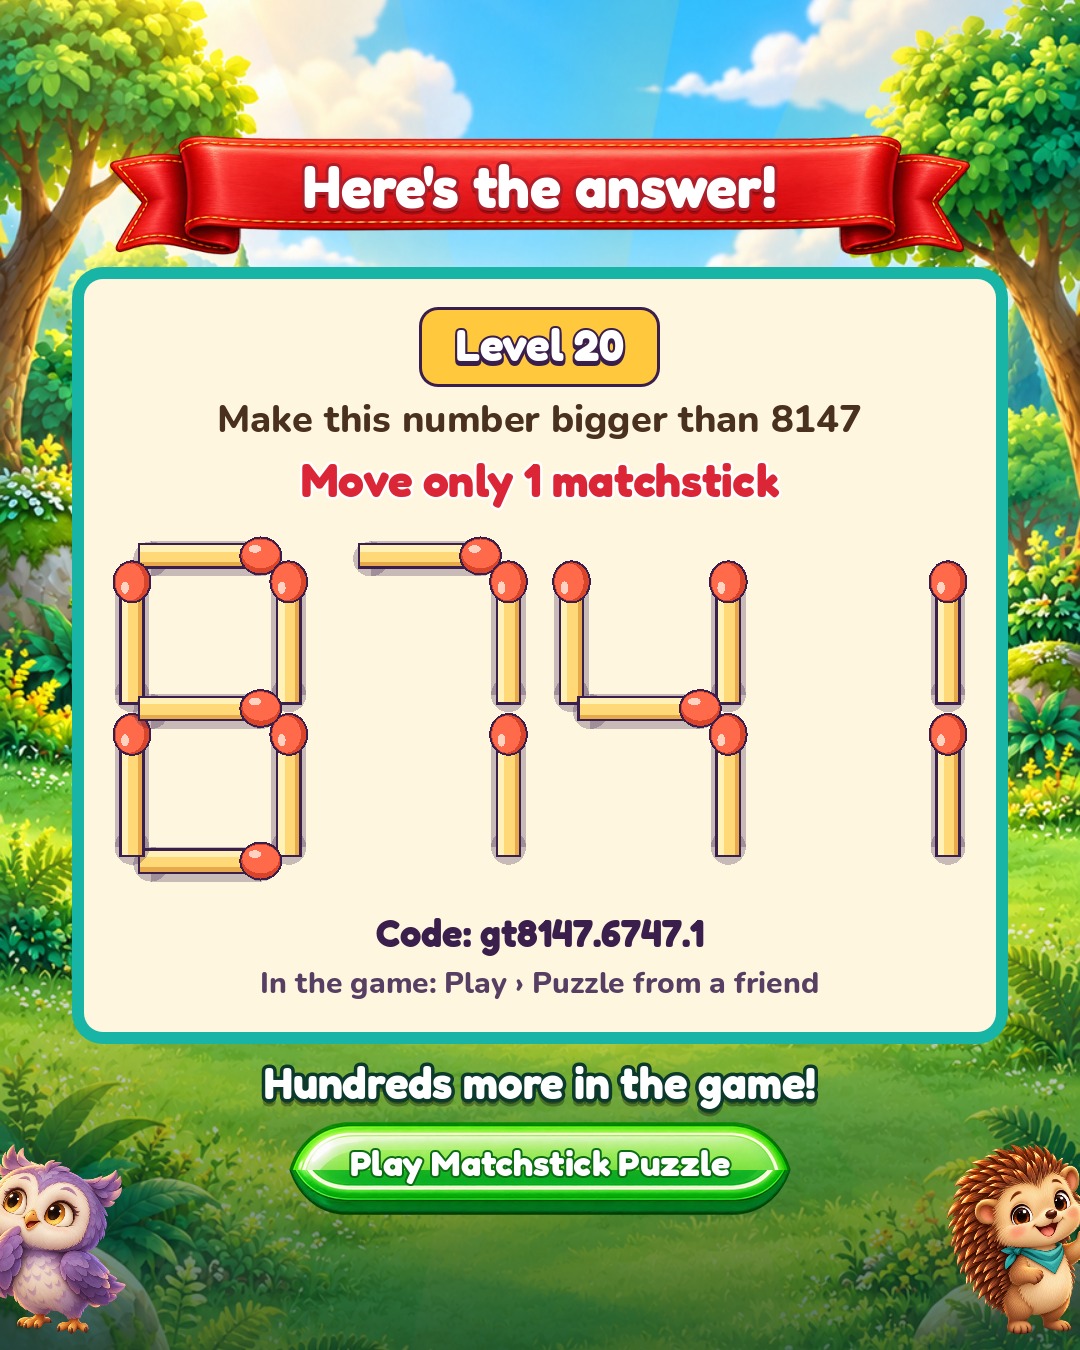 Here's the answer!
Level 20
Make this number bigger than 8147
Move only 1 matchstick
8741
Code: gt8147.6747.1
In the game: Play › Puzzle from a friend
Hundreds more in the game!
Play Matchstick Puzzle